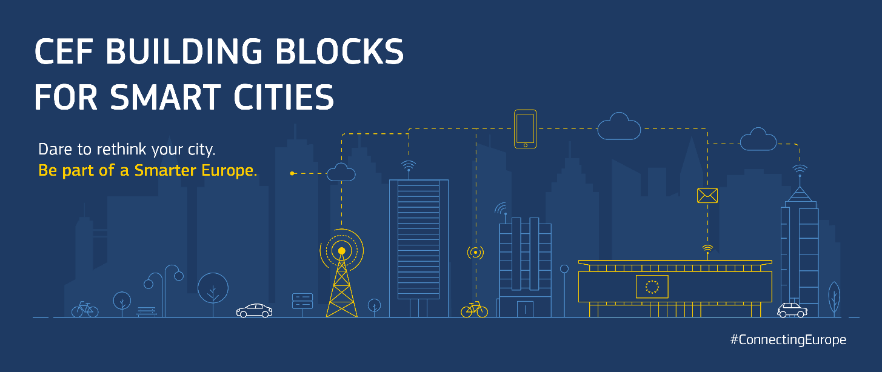 CEF BUILDING BLOCKS
FOR SMART CITIES
Dare to rethink your city.
Be part of a Smarter Europe.
#ConnectingEurope